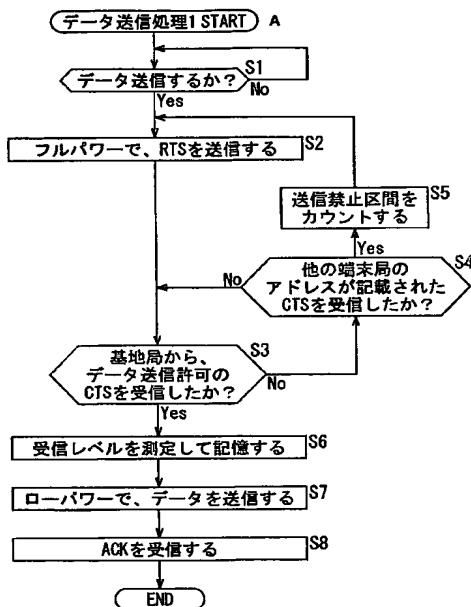 データ送信処理1 START
A
データ送信するか?
S1
No
Yes
フルパワーで、RTSを送信する
S2
送信禁止区間を
カウントする
S5
Yes
S4
他の端末局の
アドレスが記載された
CTSを受信したか?
No
S3
基地局から、
データ送信許可の
CTSを受信したか?
No
Yes
受信レベルを測定して記憶する
S6
ローパワーで、データを送信する
S7
ACKを受信する
S8
END